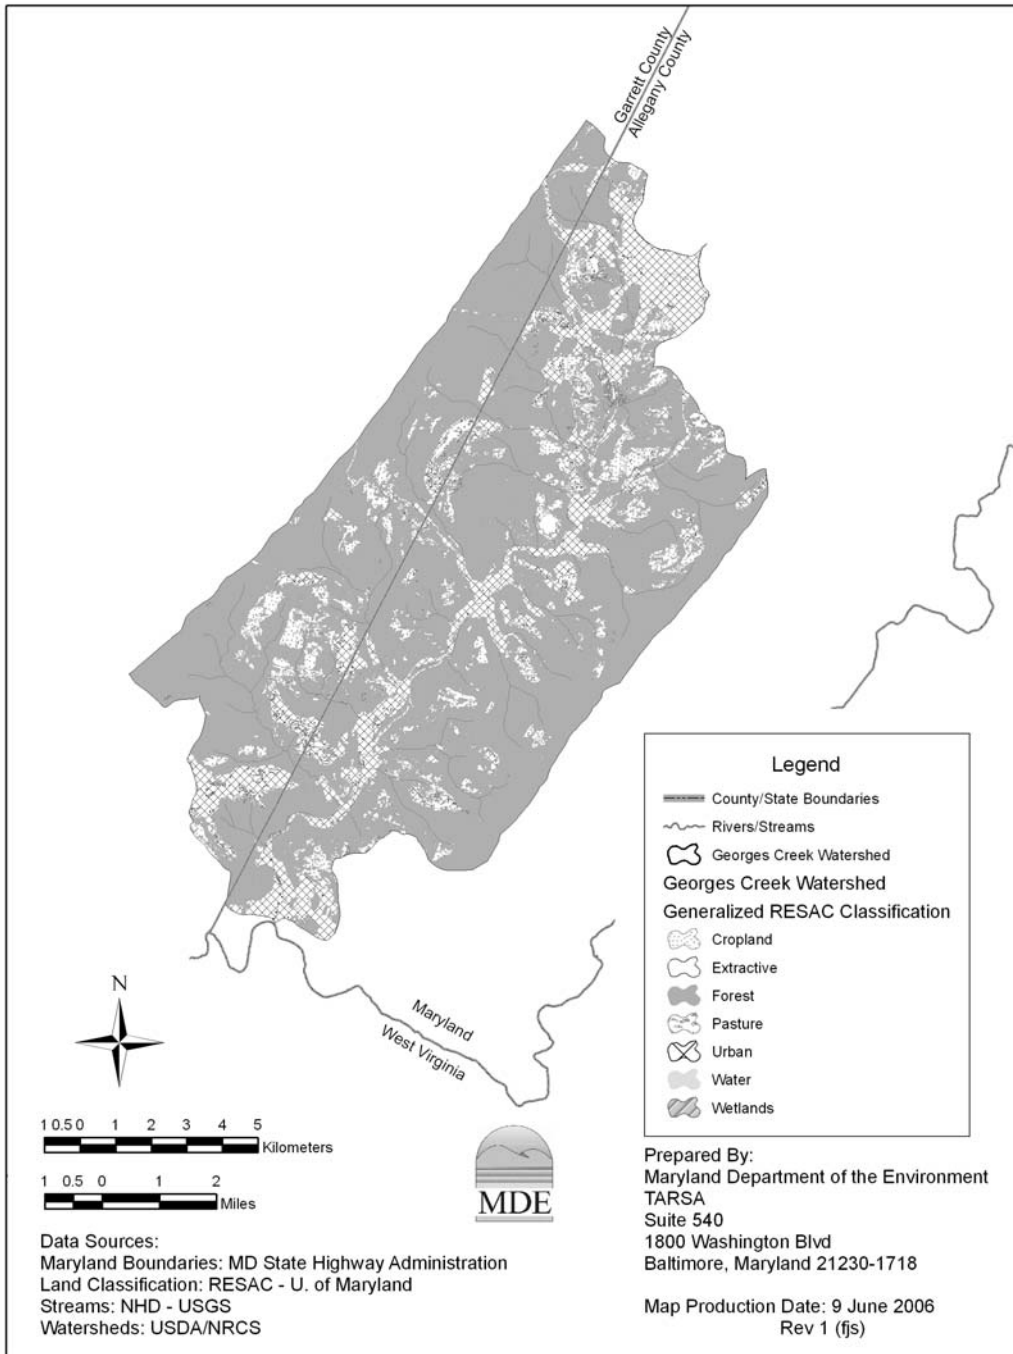 Garrett County
Allegany County
Legend
County/State Boundaries
Rivers/Streams
Georges Creek Watershed
Georges Creek Watershed
Generalized RESAC Classification
Cropland
Extractive
Forest
Pasture
Urban
Water
Wetlands
N
Maryland
West Virginia
1 0.5 0 1 2 3 4 5
Kilometers
1 0.5 0 1 2
Miles
MDE
Prepared By:
Maryland Department of the Environment
TARSA
Suite 540
1800 Washington Blvd
Baltimore, Maryland 21230-1718
Map Production Date: 9 June 2006
Rev 1 (fjs)
Data Sources:
Maryland Boundaries: MD State Highway Administration
Land Classification: RESAC - U. of Maryland
Streams: NHD - USGS
Watersheds: USDA/NRCS